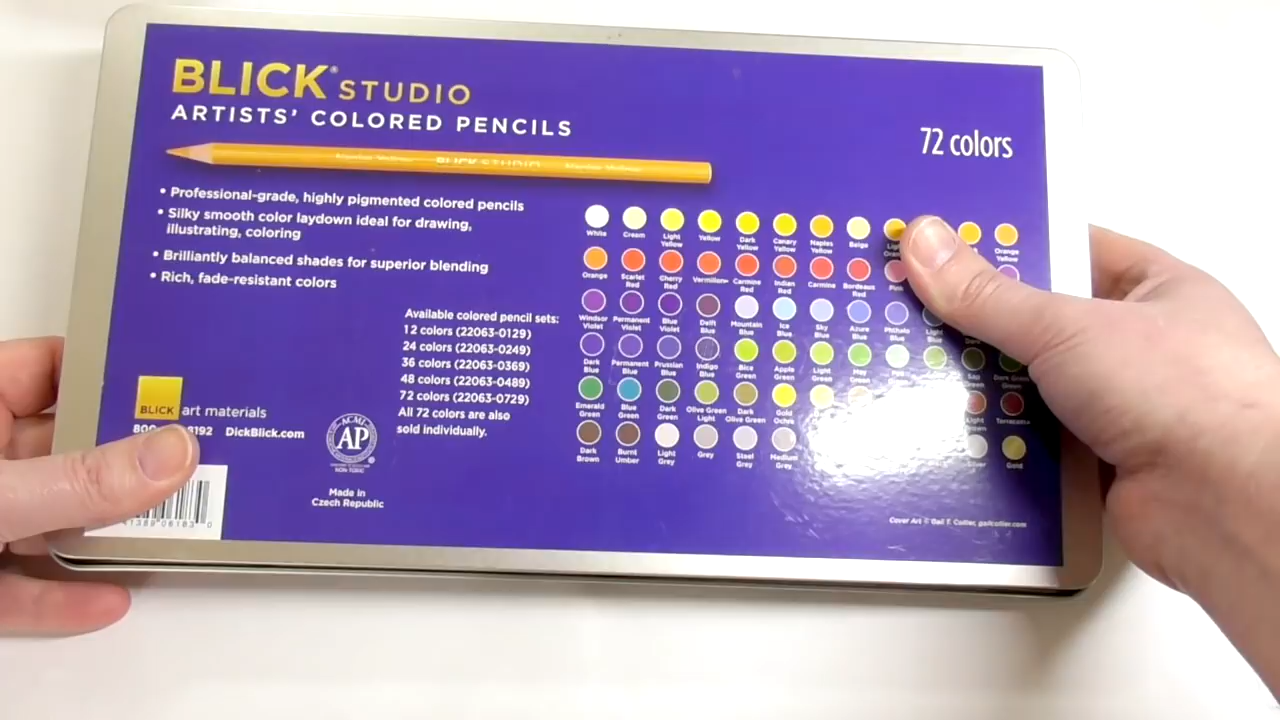 BLICK® STUDIO
ARTISTS' COLORED PENCILS
72 colors
BLICK STUDIO
• Professional-grade, highly pigmented colored pencils
• Silky smooth color laydown ideal for drawing,
illustrating, coloring
• Brilliantly balanced shades for superior blending
• Rich, fade-resistant colors
Available colored pencil sets:
12 colors (22063-0129)
24 colors (22063-0249)
36 colors (22063-0369)
48 colors (22063-0489)
72 colors (22063-0729)
All 72 colors are also
sold individually.
White Cream Light Yellow Yellow Dark Yellow Canary Yellow Naples Yellow Beige Orange Yellow
Orange Scarlet Red Cherry Red Vermilion Carmine Red Indian Red Carmine Bordeaux Red Pink
Windsor Violet Permanent Violet Blue Violet Delft Blue Mountain Blue Ice Blue Sky Blue Azure Blue Phthalo Blue Light Blue
Dark Blue Permanent Blue Prussian Blue Indigo Blue Bice Green Apple Green Light Green May Green Sap Green Dark Green
Emerald Green Blue Green Dark Green Olive Green Light Dark Olive Green Gold Ochre Light Brown Terracotta
Dark Brown Burnt Umber Light Grey Grey Steel Grey Medium Grey Silver Gold
BLICK art materials
DickBlick.com
ACMI
AP
NON TOXIC
Made in
Czech Republic
Cover Art © Gail T. Collier, gailcollier.com